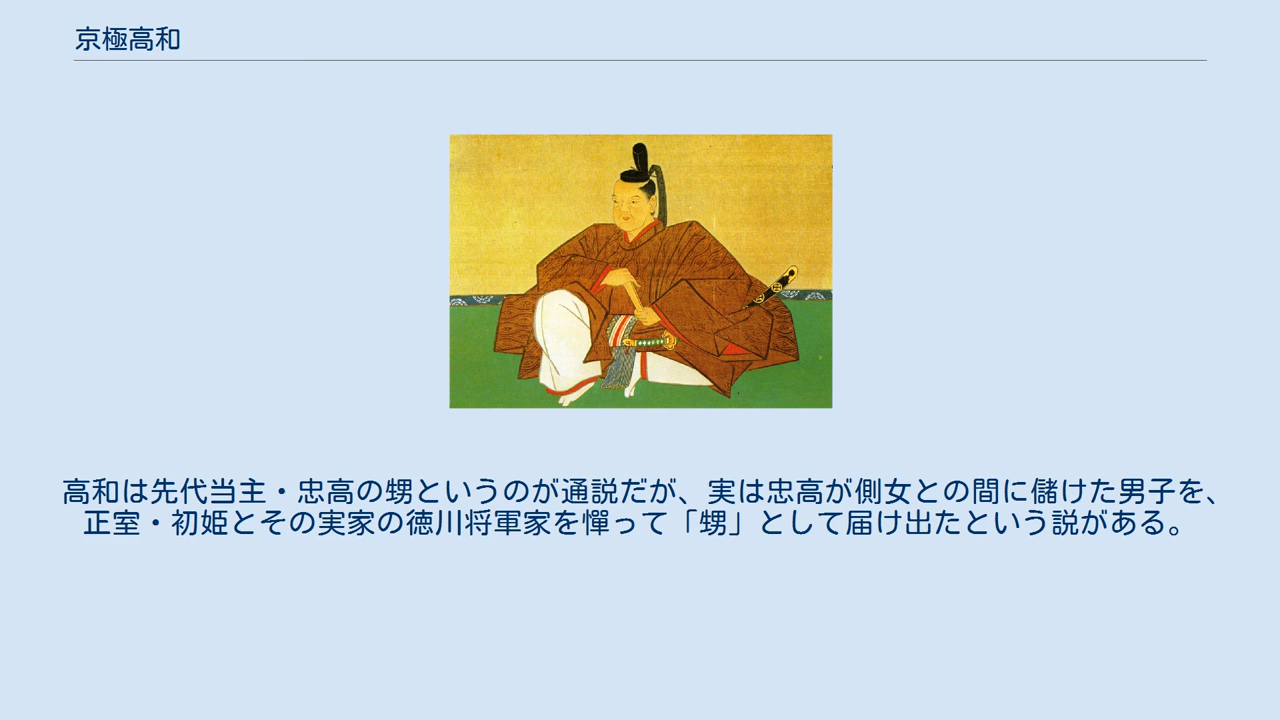 京極高和
高和は先代当主・忠高の甥というのが通説だが、実は忠高が側女との間に儲けた男子を、
正室・初姫とその実家の徳川将軍家を憚って「甥」として届け出たという説がある。